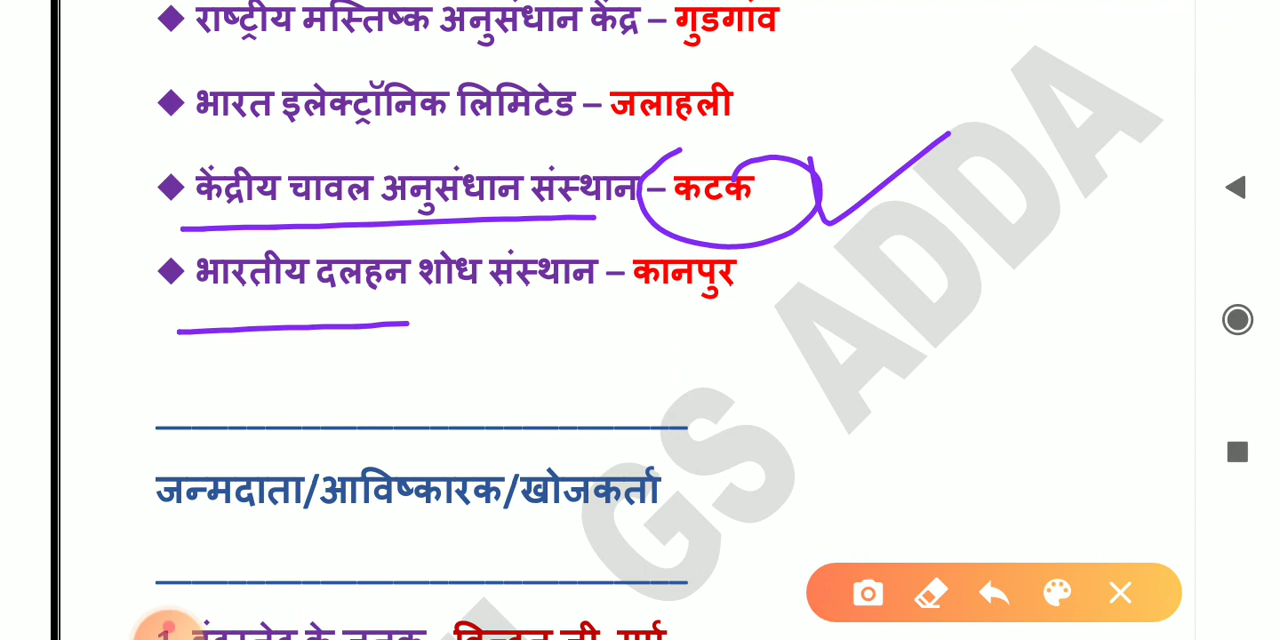 ◆ राष्ट्रीय मस्तिष्क अनुसंधान केंद्र – गुडगांव
◆ भारत इलेक्ट्रॉनिक लिमिटेड – जलाहली
◆ केंद्रीय चावल अनुसंधान संस्थान – कटक
◆ भारतीय दलहन शोध संस्थान – कानपुर
जन्मदाता/आविष्कारक/खोजकर्ता
GS ADDA